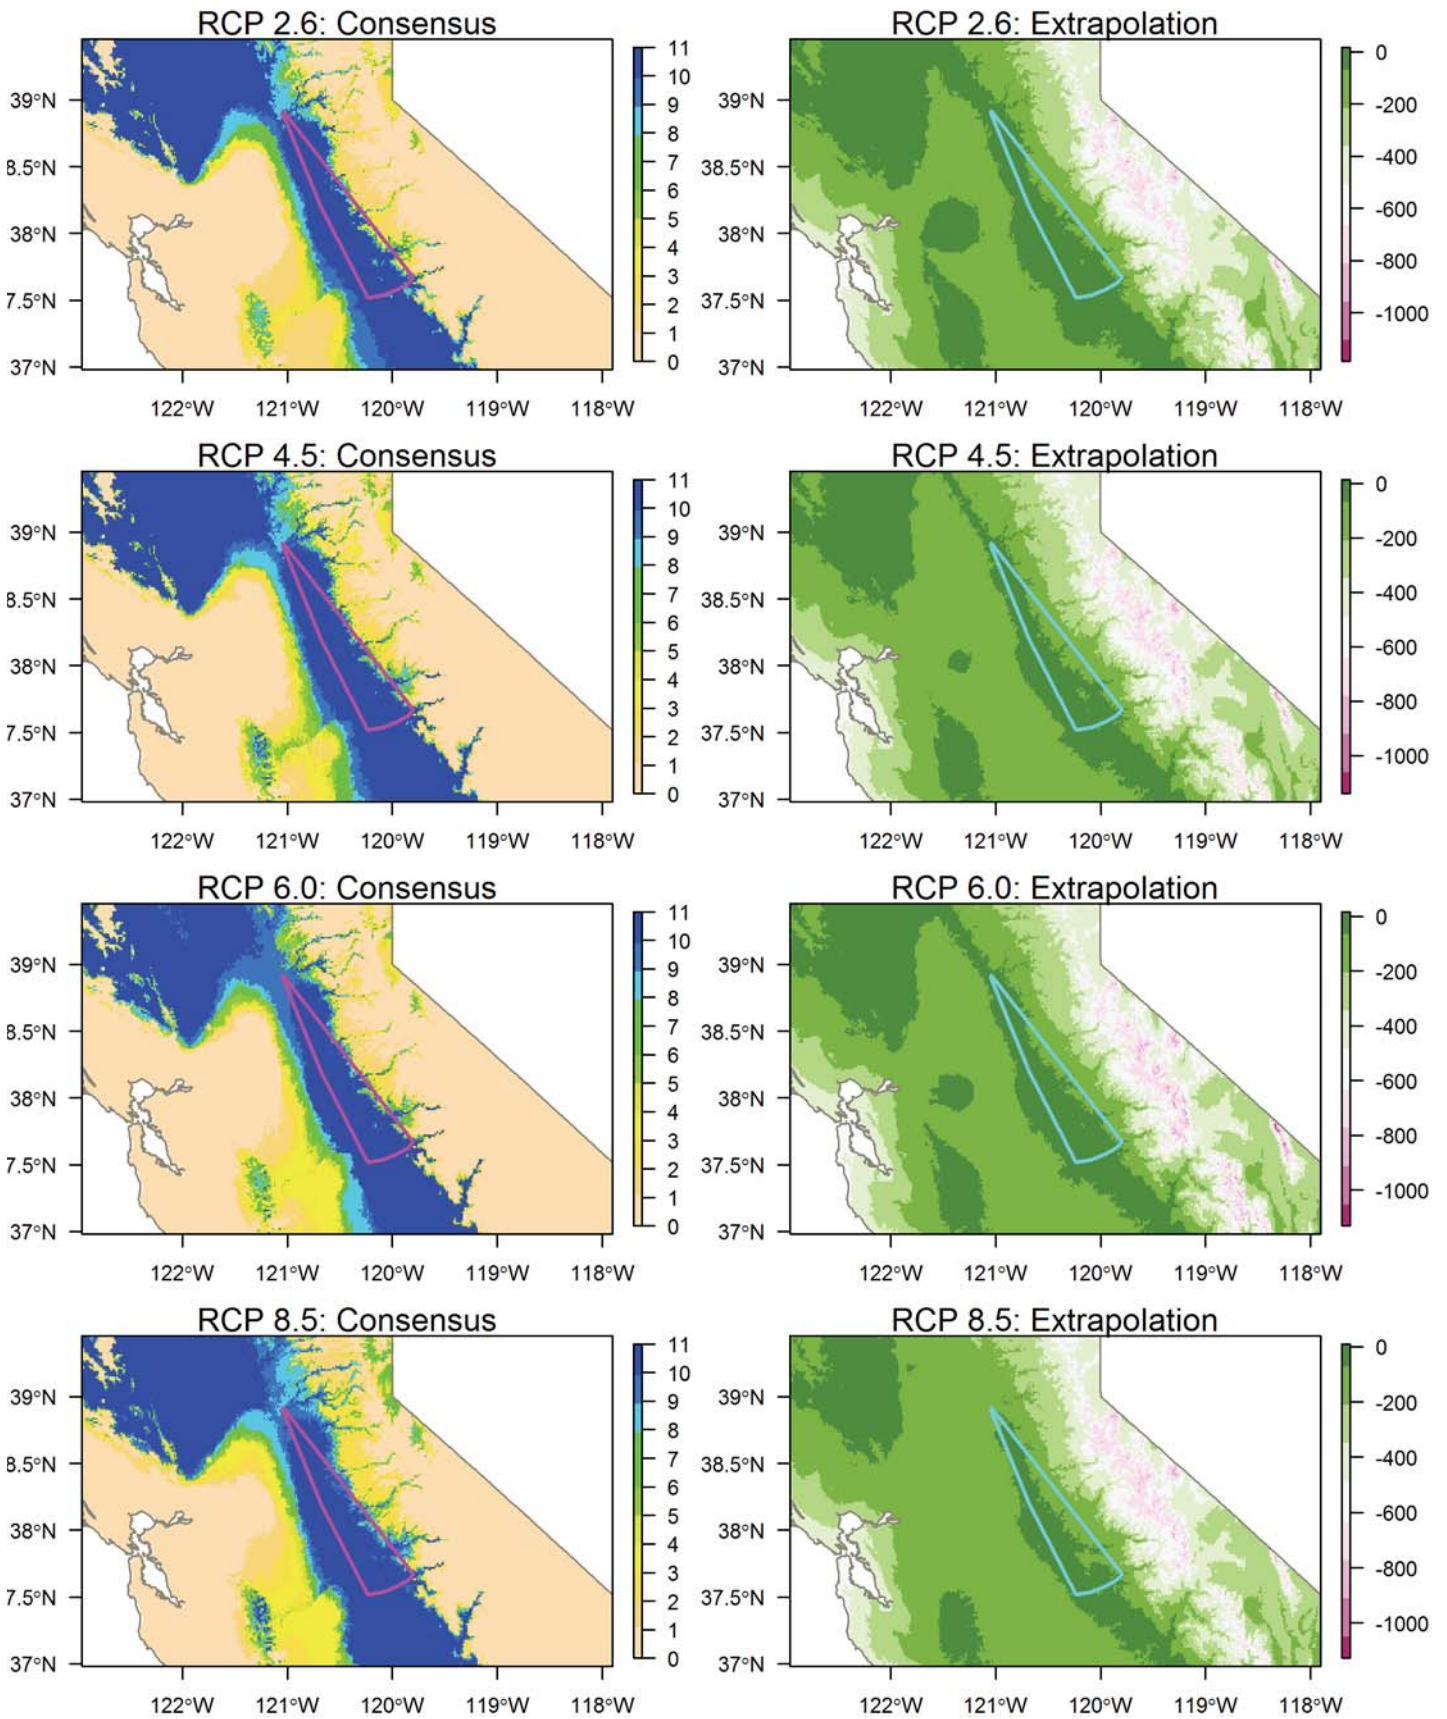 RCP 2.6: Consensus
39°N
8.5°N
38°N
7.5°N
37°N
122°W 121°W 120°W 119°W 118°W
11
10
9
8
7
6
5
4
3
2
1
0
RCP 2.6: Extrapolation
39°N
38.5°N
38°N
37.5°N
37°N
122°W 121°W 120°W 119°W 118°W
0
-200
-400
-600
-800
-1000
RCP 4.5: Consensus
39°N
8.5°N
38°N
7.5°N
37°N
122°W 121°W 120°W 119°W 118°W
11
10
9
8
7
6
5
4
3
2
1
0
RCP 4.5: Extrapolation
39°N
38.5°N
38°N
37.5°N
37°N
122°W 121°W 120°W 119°W 118°W
0
-200
-400
-600
-800
-1000
RCP 6.0: Consensus
39°N
8.5°N
38°N
7.5°N
37°N
122°W 121°W 120°W 119°W 118°W
11
10
9
8
7
6
5
4
3
2
1
0
RCP 6.0: Extrapolation
39°N
38.5°N
38°N
37.5°N
37°N
122°W 121°W 120°W 119°W 118°W
0
-200
-400
-600
-800
-1000
RCP 8.5: Consensus
39°N
8.5°N
38°N
7.5°N
37°N
122°W 121°W 120°W 119°W 118°W
11
10
9
8
7
6
5
4
3
2
1
0
RCP 8.5: Extrapolation
39°N
38.5°N
38°N
37.5°N
37°N
122°W 121°W 120°W 119°W 118°W
0
-200
-400
-600
-800
-1000